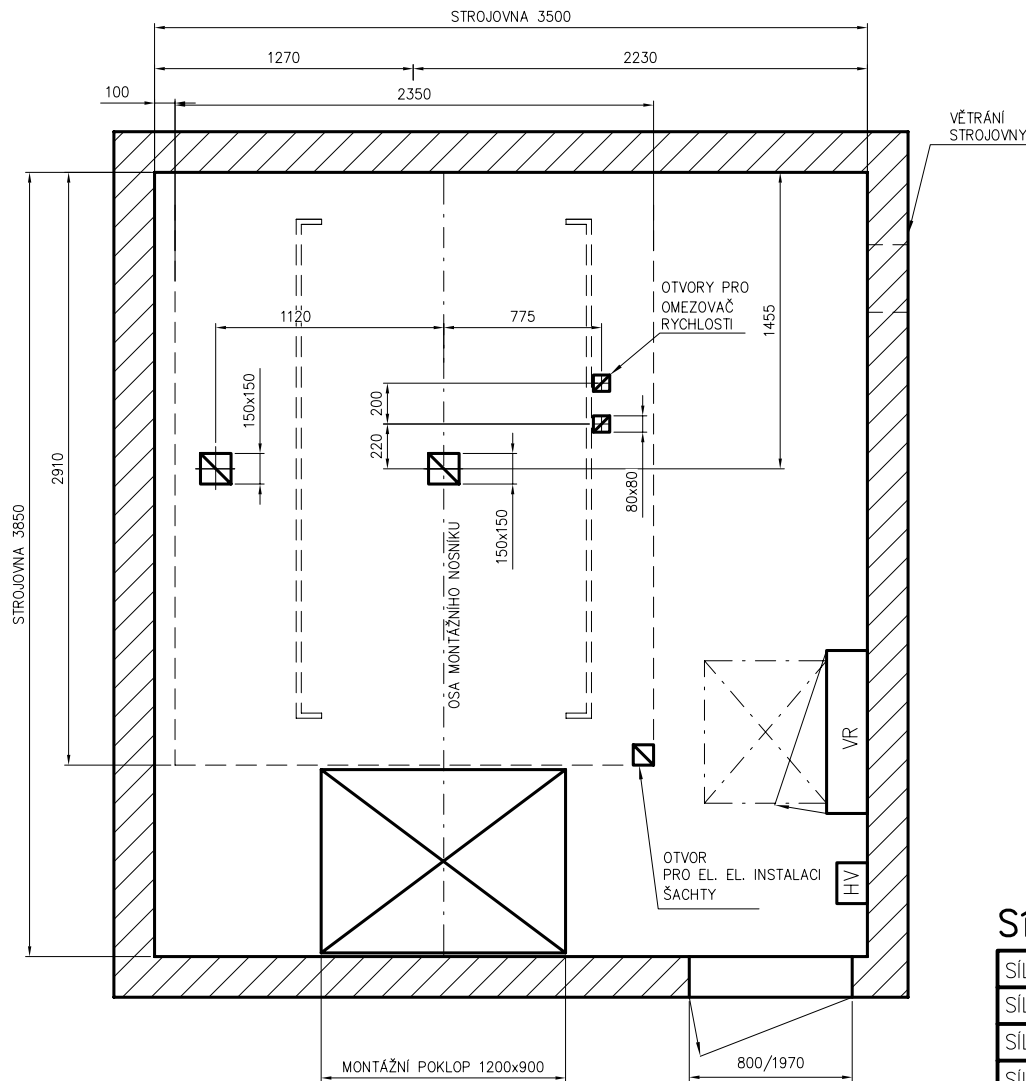 STROJOVNA 3500
1270
2230
100
2350
VĚTRÁNÍ
STROJOVNY
OTVORY PRO
OMEZOVAČ
RYCHLOSTI
1120
775
1455
150x150
200
220
80x80
150x150
2910
STROJOVNA 3850
OSA MONTÁŽNÍHO NOSNÍKU
VR
OTVOR
PRO EL. EL. INSTALACI
ŠACHTY
HV
MONTÁŽNÍ POKLOP 1200x900
800/1970